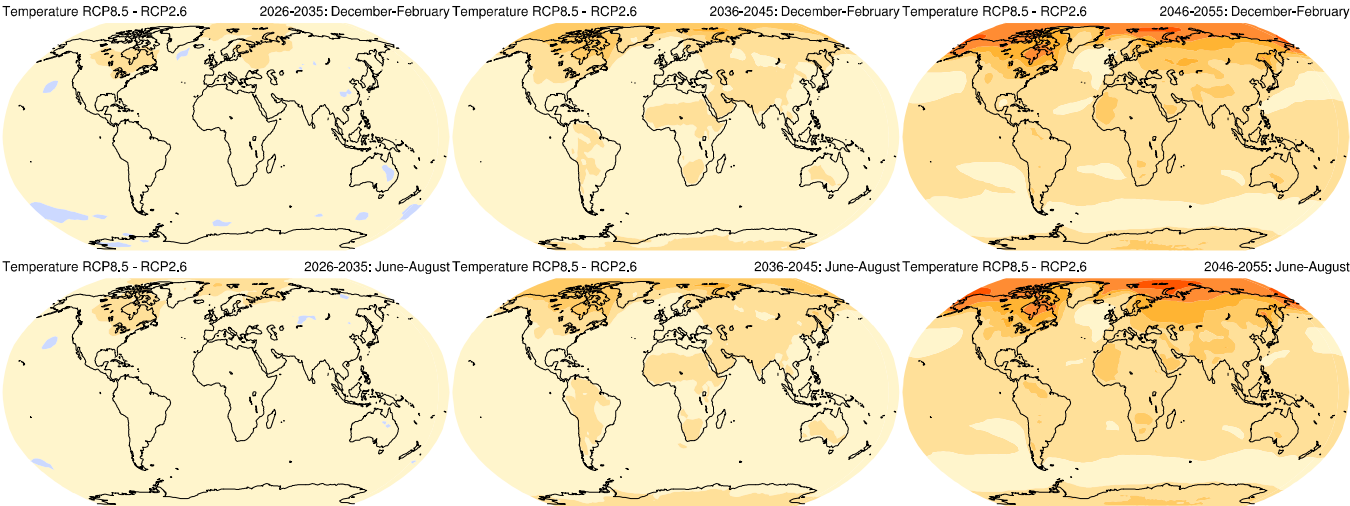 Temperature RCP8.5 - RCP2.6 2026-2035: December-February
Temperature RCP8.5 - RCP2.6 2036-2045: December-February
Temperature RCP8.5 - RCP2.6 2046-2055: December-February
Temperature RCP8.5 - RCP2.6 2026-2035: June-August
Temperature RCP8.5 - RCP2.6 2036-2045: June-August
Temperature RCP8.5 - RCP2.6 2046-2055: June-August